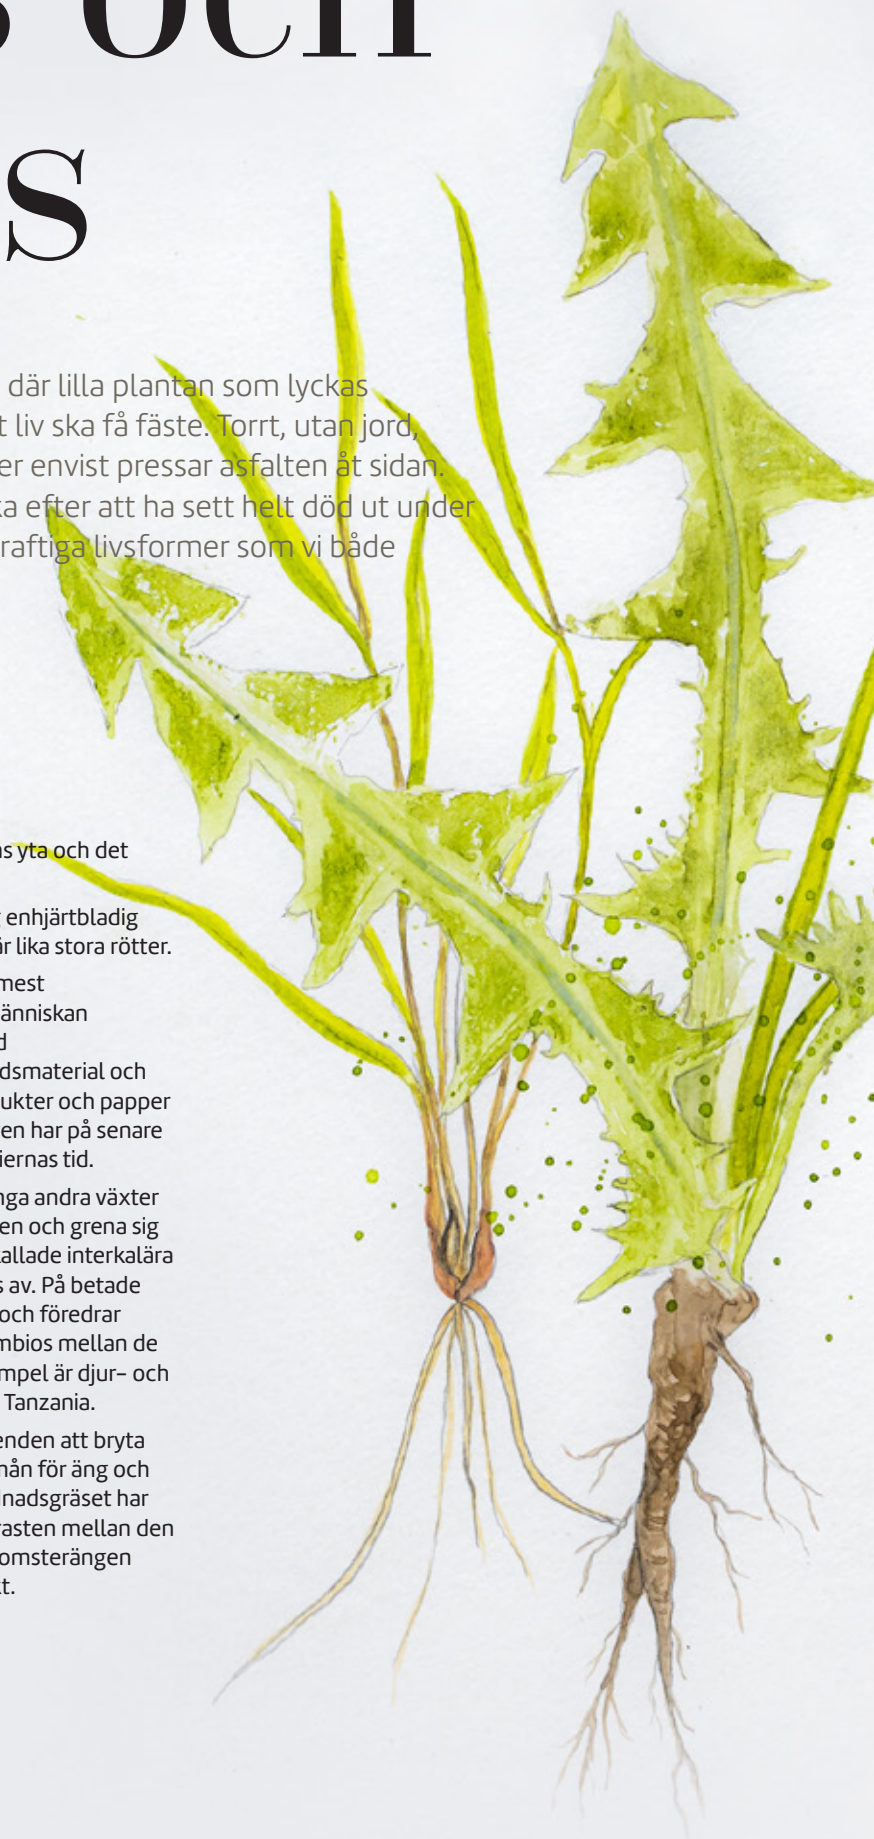 och
s
där lilla plantan som lyckas
liv ska få fäste. Torrt, utan jord,
er envist pressar asfalten åt sidan.
efter att ha sett helt död ut under
raftiga livsformer som vi både
yta och det
enhjärtbladig
är lika stora rötter.
mest
änniskan
d
dsmaterial och
ukter och papper
en har på senare
iernas tid.
nga andra växter
en och grena sig
allade interkalära
s av. På betade
och föredrar
mbios mellan de
mpel är djur- och
Tanzania.
enden att bryta
mån för äng och
dnadsgräset har
rasten mellan den
omsterängen
t.